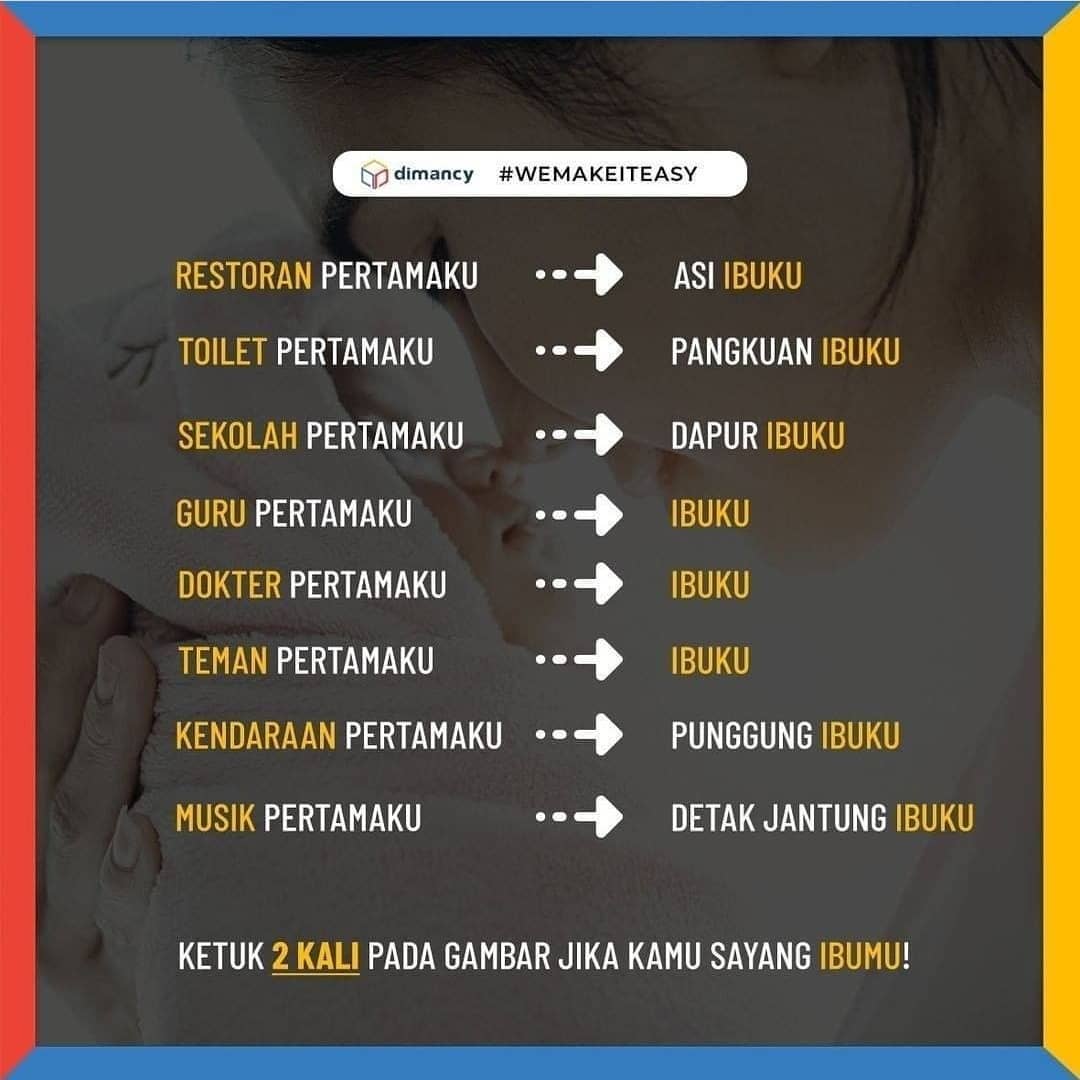 dimancy #WEMAKEITEASY
RESTORAN PERTAMAKU ASI IBUKU
TOILET PERTAMAKU PANGKUAN IBUKU
SEKOLAH PERTAMAKU DAPUR IBUKU
GURU PERTAMAKU IBUKU
DOKTER PERTAMAKU IBUKU
TEMAN PERTAMAKU IBUKU
KENDARAAN PERTAMAKU PUNGGUNG IBUKU
MUSIK PERTAMAKU DETAK JANTUNG IBUKU
KETUK 2 KALI PADA GAMBAR JIKA KAMU SAYANG IBUMU!